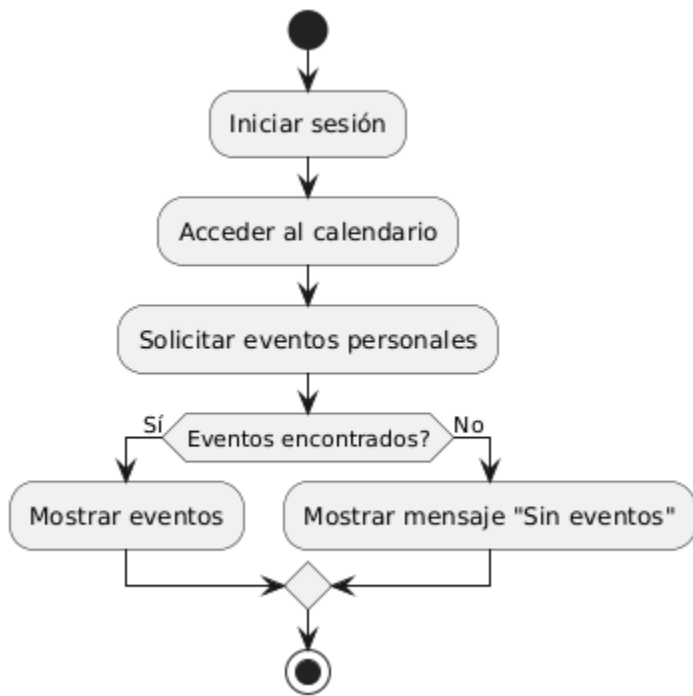 Iniciar sesión
Acceder al calendario
Solicitar eventos personales
Sí
Eventos encontrados?
No
Mostrar eventos
Mostrar mensaje "Sin eventos"